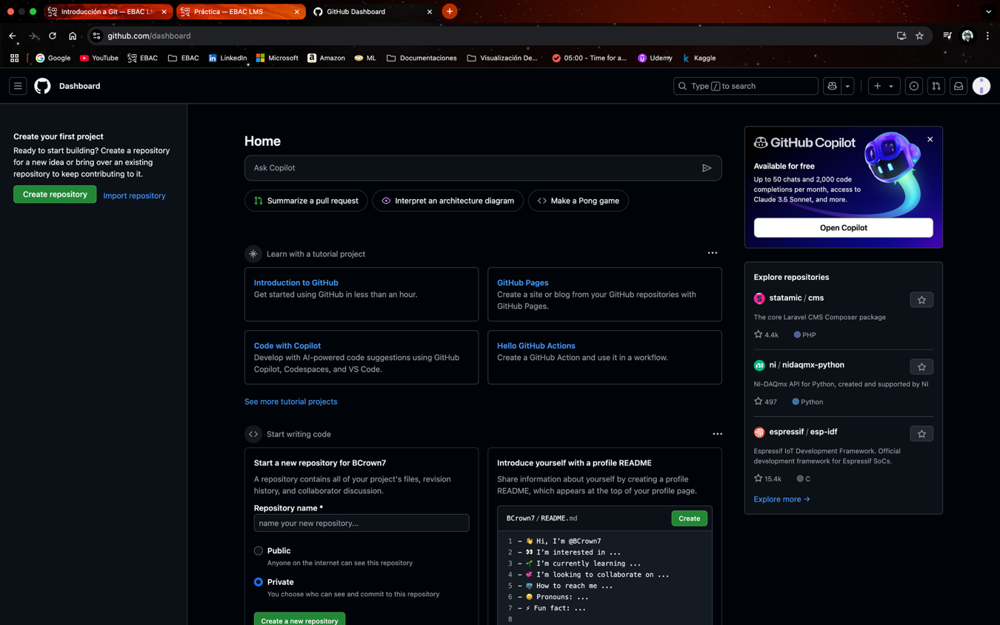 Introducción a Git — EBAC LM
Práctica — EBAC LMS
GitHub Dashboard
github.com/dashboard
Google
YouTube
EBAC
EBAC
LinkedIn
Microsoft
Amazon
ML
Documentaciones
Visualización De...
05:00 - Time for a...
Udemy
Kaggle
Dashboard
Type / to search
Create your first project
Ready to start building? Create a repository
for a new idea or bring over an existing
repository to keep contributing to it.
Create repository
Import repository
Home
Ask Copilot
Summarize a pull request
Interpret an architecture diagram
Make a Pong game
Learn with a tutorial project
Introduction to GitHub
Get started using GitHub in less than an hour.
GitHub Pages
Create a site or blog from your GitHub repositories with
GitHub Pages.
Code with Copilot
Develop with AI-powered code suggestions using GitHub
Copilot, Codespaces, and VS Code.
Hello GitHub Actions
Create a GitHub Action and use it in a workflow.
See more tutorial projects
Start writing code
Start a new repository for BCrown7
A repository contains all of your project's files, revision
history, and collaborator discussion.
Repository name *
name your new repository...
Public
Anyone on the internet can see this repository
Private
You choose who can see and commit to this repository
Create a new repository
Introduce yourself with a profile README
Share information about yourself by creating a profile
README, which appears at the top of your profile page.
BCrown7 / README.md
Create
1 – 👋 Hi, I'm @BCrown7
2 – 👀 I'm interested in ...
3 – 🌱 I'm currently learning ...
4 – 💞️ I'm looking to collaborate on ...
5 – 📫 How to reach me ...
6 – 😄 Pronouns: ...
7 – ⚡ Fun fact: ...
8
GitHub Copilot
Available for free
Up to 50 chats and 2,000 code
completions per month, access to
Claude 3.5 Sonnet, and more.
Open Copilot
Explore repositories
statamic / cms
The core Laravel CMS Composer package
4.4k
PHP
ni / nidaqmx-python
NI-DAQmx API for Python, created and supported by NI
497
Python
espressif / esp-idf
Espressif IoT Development Framework. Official
development framework for Espressif SoCs.
15.4k
C
Explore more →